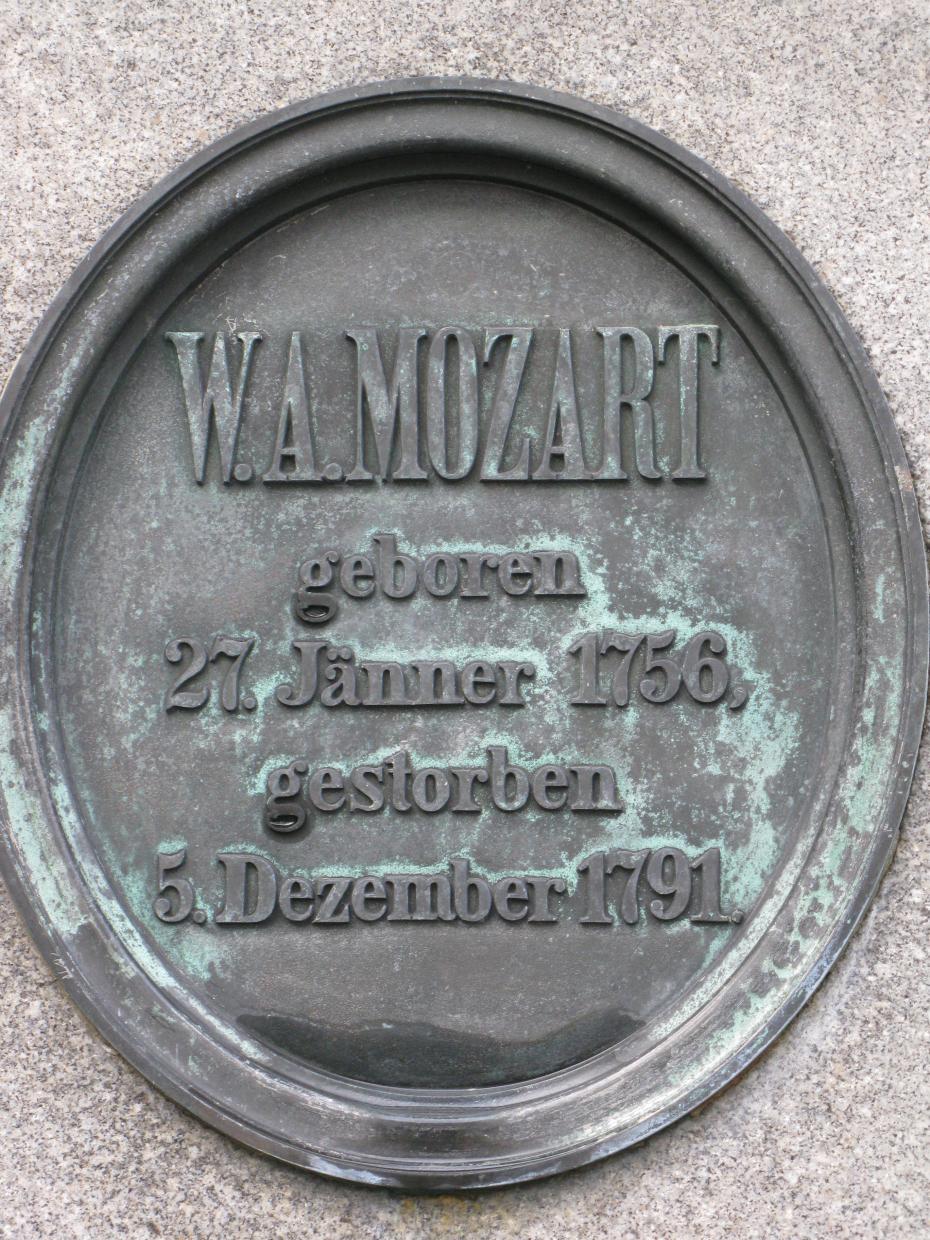 W. A. MOZART
geboren
27. Jänner 1756,
gestorben
5. Dezember 1791.